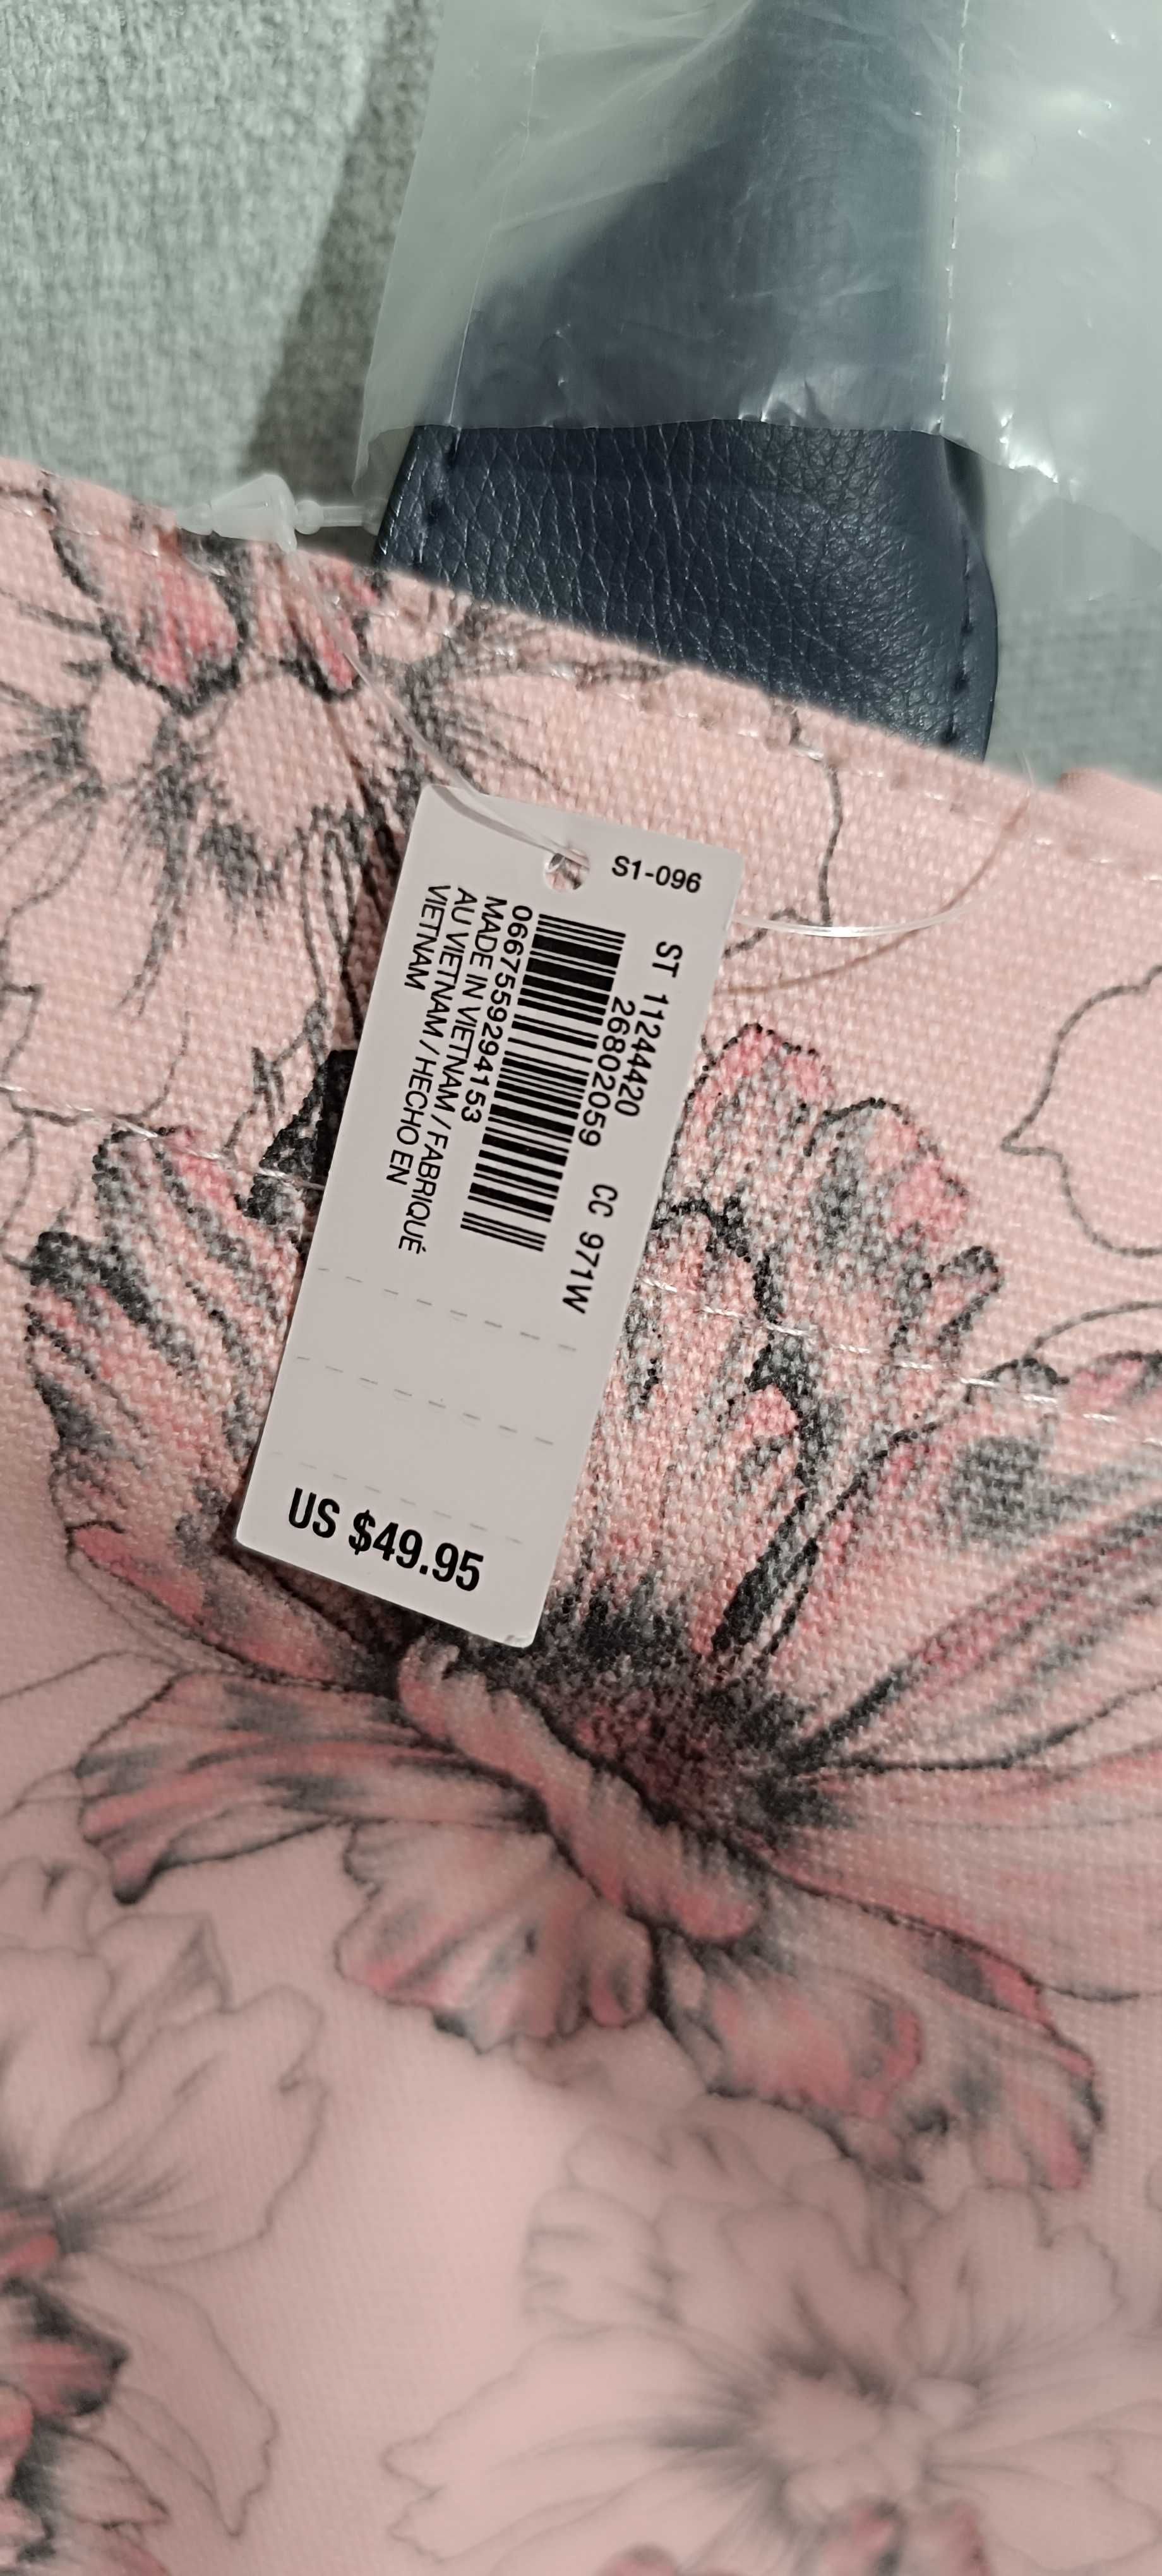 S1-096
ST 11244420
26802059 CC 971W
0667559294153
MADE IN VIETNAM / FABRIQUÉ
AU VIETNAM / HECHO EN
VIETNAM
US $49.95